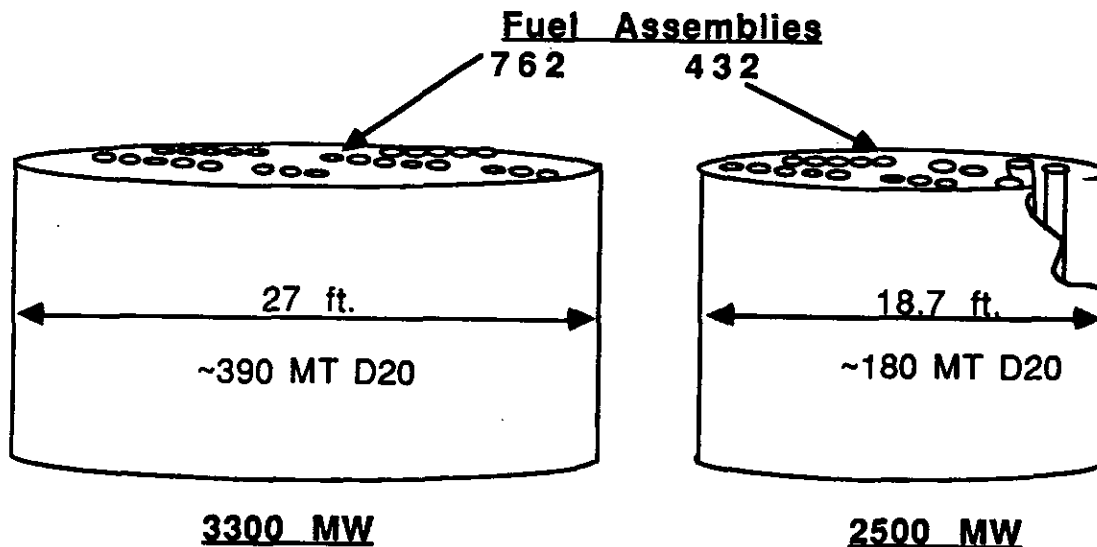 Fuel Assemblies
762 432
27 ft. 18.7 ft.
~390 MT D20 ~180 MT D20
3300 MW 2500 MW